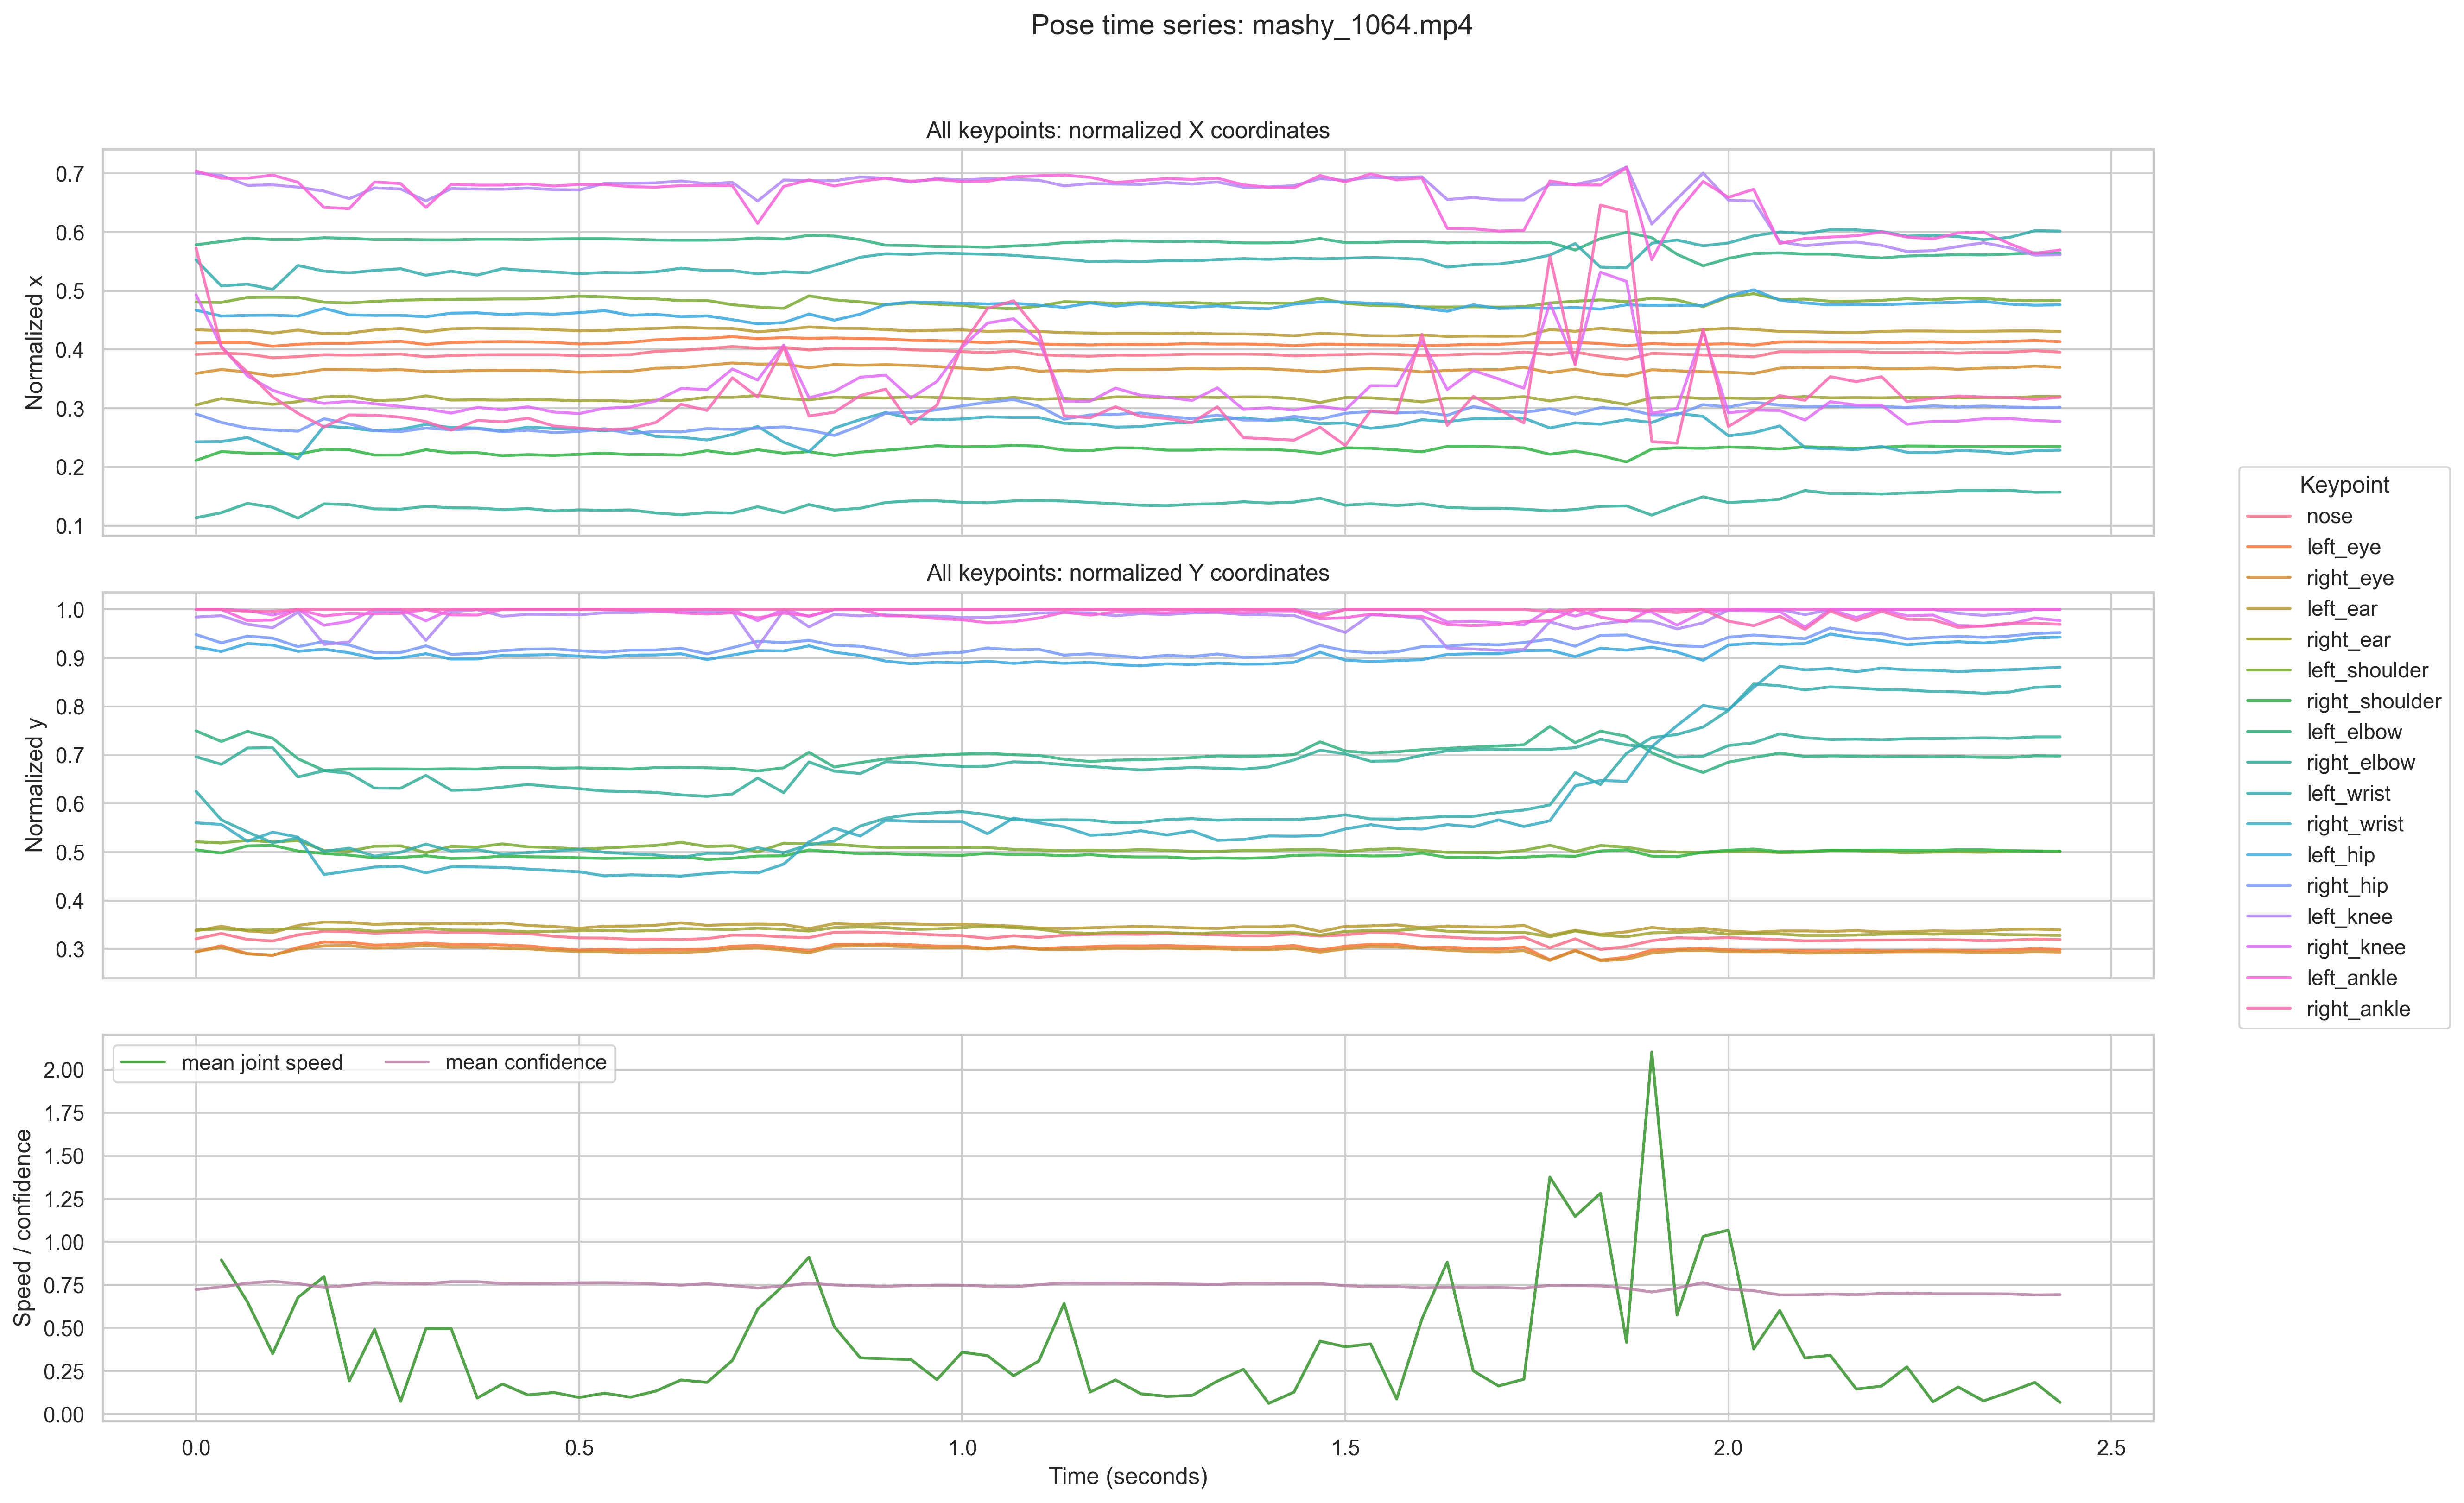 Pose time series: mashy_1064.mp4
All keypoints: normalized X coordinates
Normalized x
0.7
0.6
0.5
0.4
0.3
0.2
0.1
All keypoints: normalized Y coordinates
Normalized y
1.0
0.9
0.8
0.7
0.6
0.5
0.4
0.3
Keypoint
nose
left_eye
right_eye
left_ear
right_ear
left_shoulder
right_shoulder
left_elbow
right_elbow
left_wrist
right_wrist
left_hip
right_hip
left_knee
right_knee
left_ankle
right_ankle
mean joint speed mean confidence
Speed / confidence
2.00
1.75
1.50
1.25
1.00
0.75
0.50
0.25
0.00
0.0 0.5 1.0 1.5 2.0 2.5
Time (seconds)